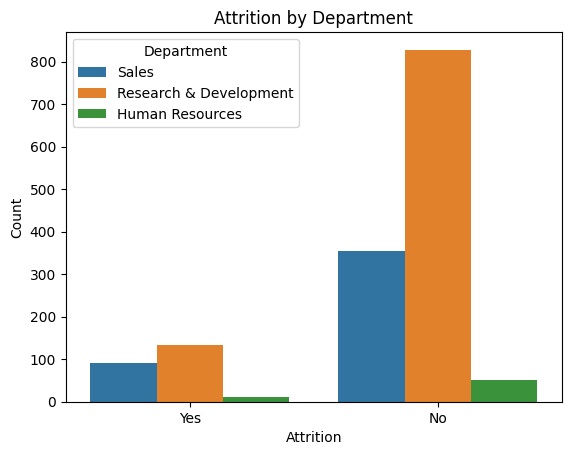 Attrition by Department
Department
Sales
Research & Development
Human Resources
800
700
600
500
400
300
200
100
0
Count
Yes
No
Attrition